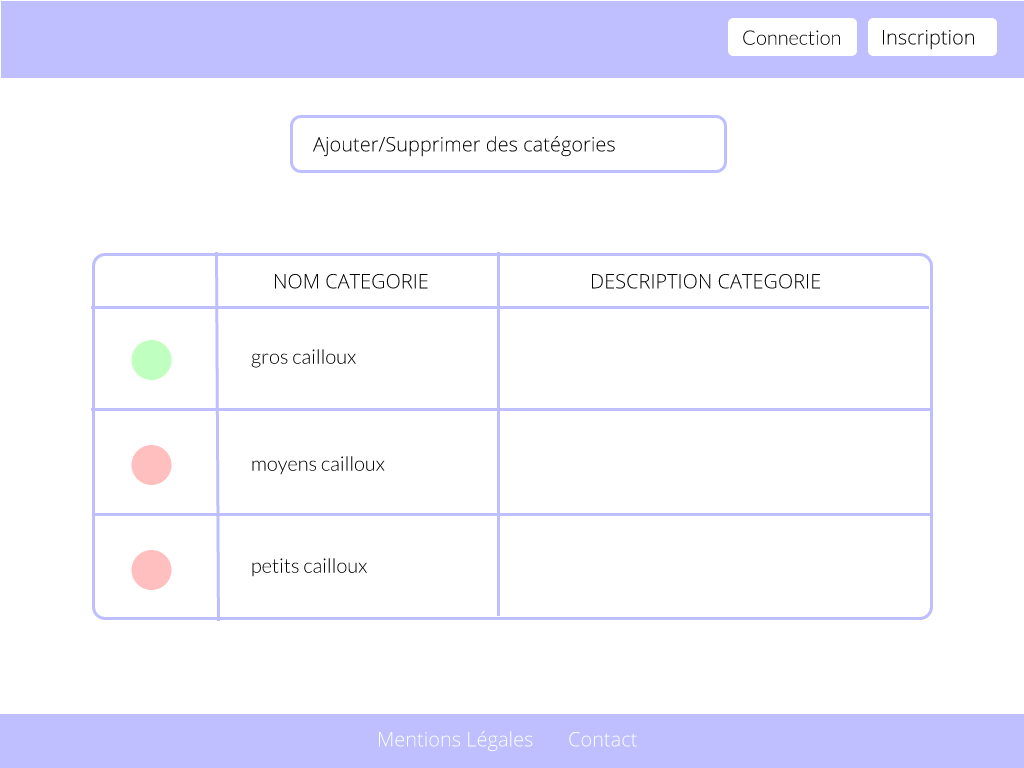 Connection
Inscription
Ajouter/Supprimer des catégories
NOM CATEGORIE
DESCRIPTION CATEGORIE
gros cailloux
moyens cailloux
petits cailloux
Mentions Légales
Contact